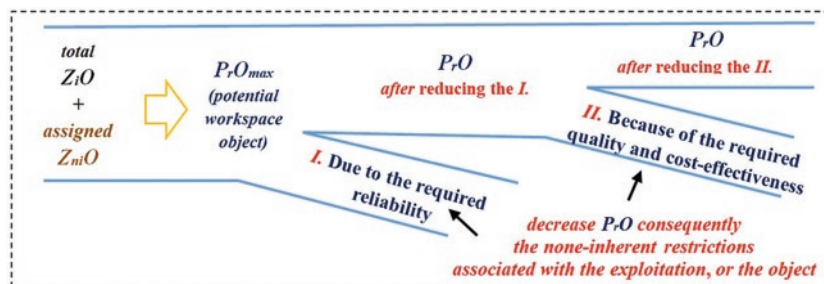 total
ZiO
+
assigned
ZniO
PrOmax
(potential
workspace
object)
PrO
after reducing the I.
PrO
after reducing the II.
I. Due to the required
reliability
II. Because of the required
quality and cost-effectiveness
decrease PrO consequently
the none-inherent restrictions
associated with the exploitation, or the object